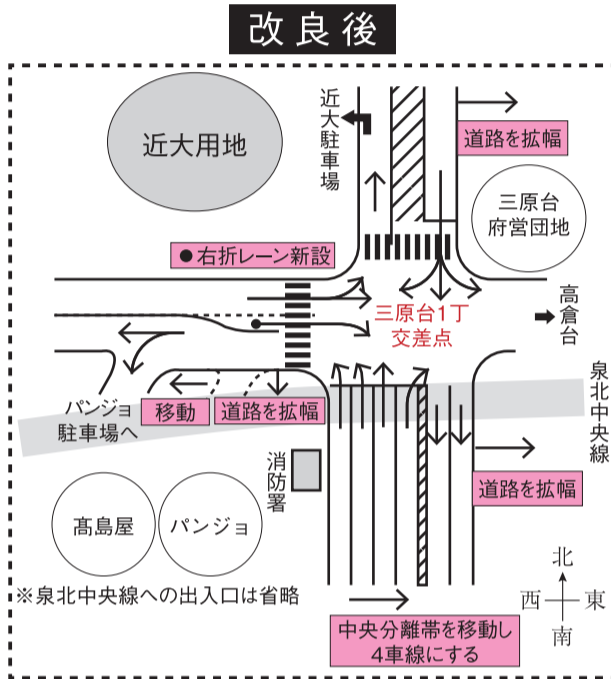 改良後
近大用地
近大駐車場
道路を拡幅
三原台
府営団地
●右折レーン新設
三原台1丁
交差点
高倉台
泉北中央線
パンジョ
駐車場へ
移動
道路を拡幅
消防署
道路を拡幅
髙島屋
パンジョ
※泉北中央線への出入口は省略
中央分離帯を移動し
4車線にする
北
西
東
南